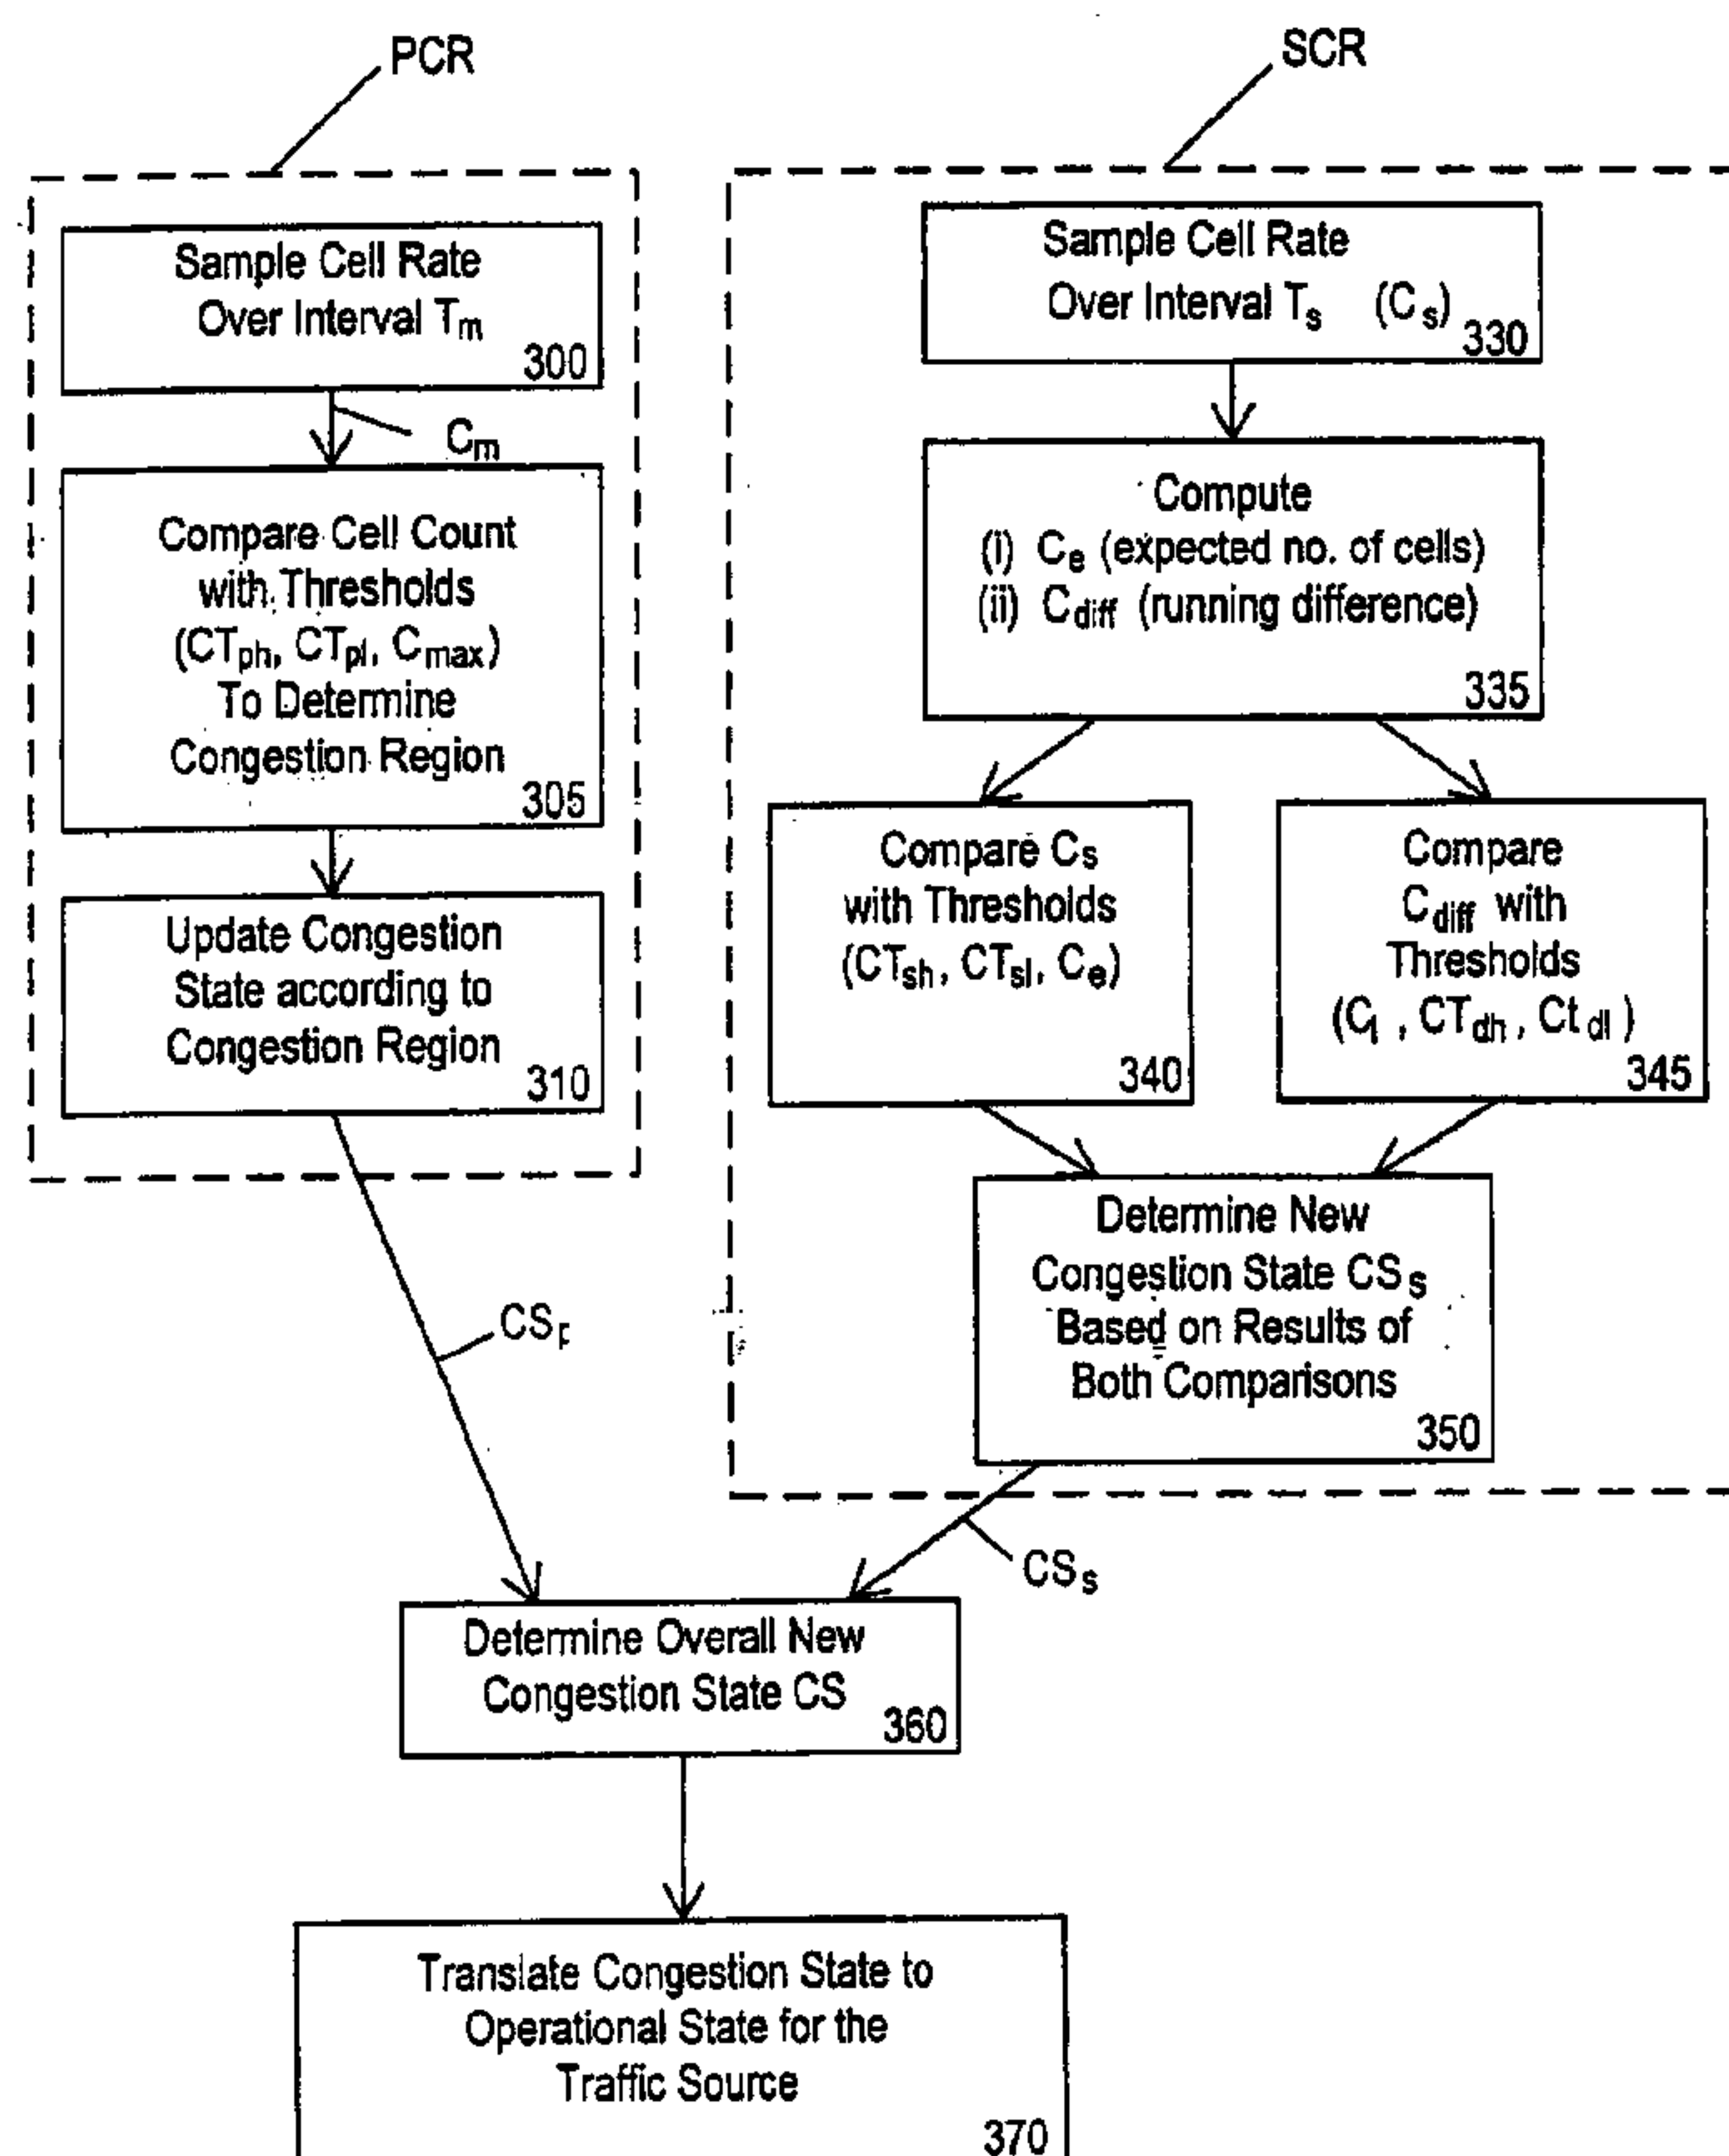 PCR
SCR
Sample Cell Rate
Over Interval Tm
300
Cm
Compare Cell Count
with Thresholds
(CTph, CTpl, Cmax)
To Determine
Congestion Region
305
Update Congestion
State according to
Congestion Region
310
CSp
Sample Cell Rate
Over Interval Ts (Cs)
330
Compute
(i) Ce (expected no. of cells)
(ii) Cdiff (running difference)
335
Compare Cs
with Thresholds
(CTsh, CTsl, Ce)
340
Compare
Cdiff with
Thresholds
(Cl, CTdh, Ctdl)
345
Determine New
Congestion State CSs
Based on Results of
Both Comparisons
350
CSs
Determine Overall New
Congestion State CS
360
Translate Congestion State to
Operational State for the
Traffic Source
370